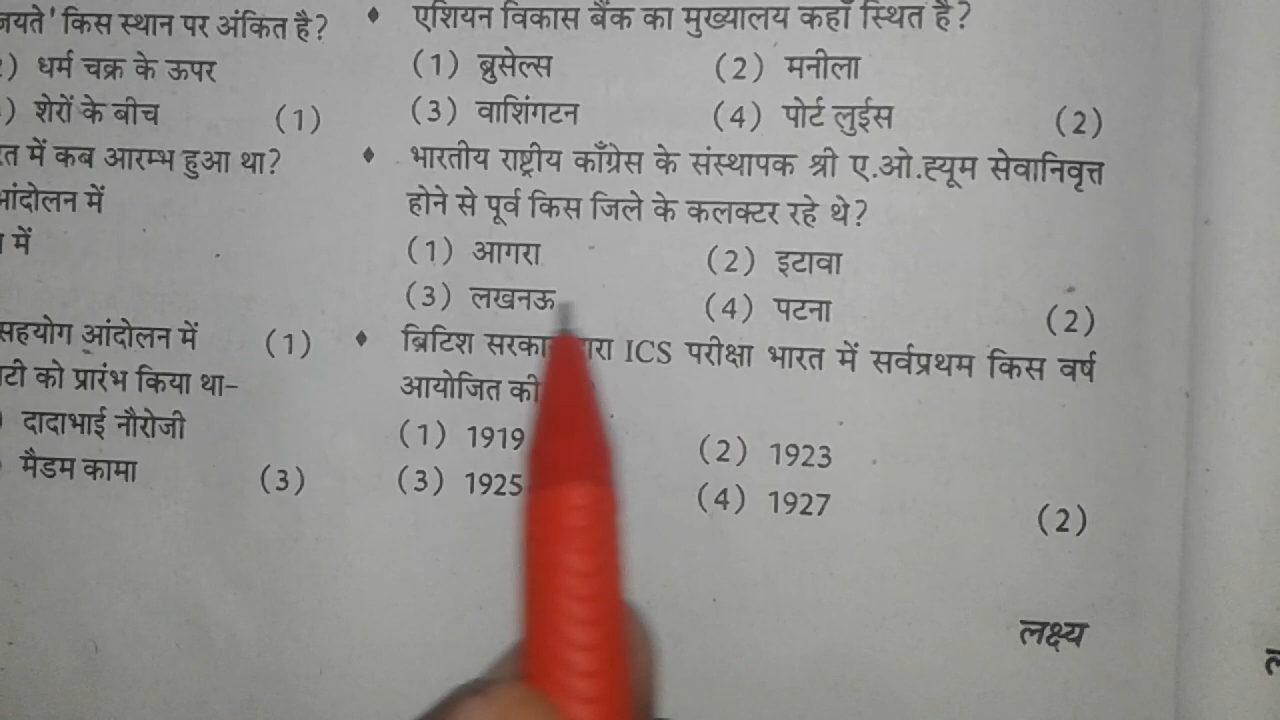 जयते' किस स्थान पर अंकित है?
) धर्म चक्र के ऊपर
) शेरों के बीच (1)
में कब आरम्भ हुआ था?
आंदोलन में
में
सहयोग आंदोलन में (1)
को प्रारंभ किया था–
दादाभाई नौरोजी
मैडम कामा (3)
♦ एशियन विकास बैंक का मुख्यालय कहाँ स्थित है?
(1) ब्रुसेल्स (2) मनीला
(3) वाशिंगटन (4) पोर्ट लुईस (2)
♦ भारतीय राष्ट्रीय काँग्रेस के संस्थापक श्री ए.ओ.ह्यूम सेवानिवृत्त
होने से पूर्व किस जिले के कलक्टर रहे थे?
(1) आगरा (2) इटावा
(3) लखनऊ (4) पटना (2)
♦ ब्रिटिश ICS परीक्षा भारत में सर्वप्रथम किस वर्ष
आयोजित की
(1) 1919 (2) 1923
(3) 1925 (4) 1927 (2)
लक्ष्य